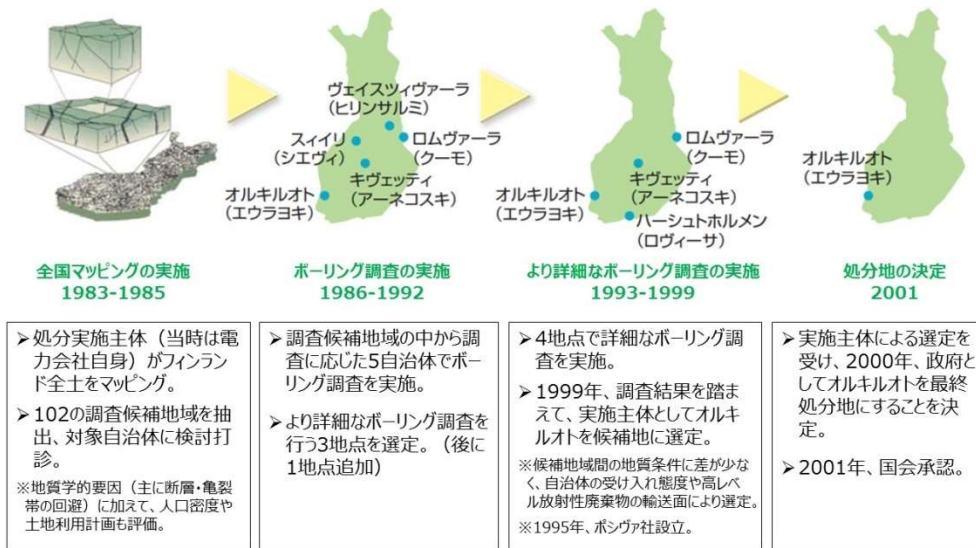 ヴェイスツィヴァーラ
(ヒリンサルミ)
スィイリ
(シエヴィ)
ロムヴァーラ
(クーモ)
キヴェッティ
(アーネコスキ)
オルキルオト
(エウラヨキ)
ロムヴァーラ
(クーモ)
キヴェッティ
(アーネコスキ)
オルキルオト
(エウラヨキ)
ハーシュトホルメン
(ロヴィーサ)
オルキルオト
(エウラヨキ)
全国マッピングの実施
1983-1985
ボーリング調査の実施
1986-1992
より詳細なボーリング調査の実施
1993-1999
処分地の決定
2001
➢処分実施主体(当時は電
力会社自身)がフィンラン
ド全土をマッピング。
➢102の調査候補地域を抽
出、対象自治体に検討打
診。
※地質学的要因(主に断層・亀裂
帯の回避)に加えて、人口密度や
土地利用計画も評価。
➢調査候補地域の中から
調査に応じた5自治体でボ
ーリング調査を実施。
➢より詳細なボーリング調査を
行う3地点を選定。(後に
1地点追加)
➢4地点で詳細なボーリング調
査を実施。
➢1999年、調査結果を踏ま
えて、実施主体としてオルキ
ルオトを候補地に選定。
※候補地域間の地質条件に差が少な
く、自治体の受け入れ態度や高レベ
ル放射性廃棄物の輸送面により選定。
※1995年、ポシヴァ社設立。
➢実施主体による選定を
受け、2000年、政府と
してオルキルオトを最終
処分地にすることを決
定。
➢2001年、国会承認。